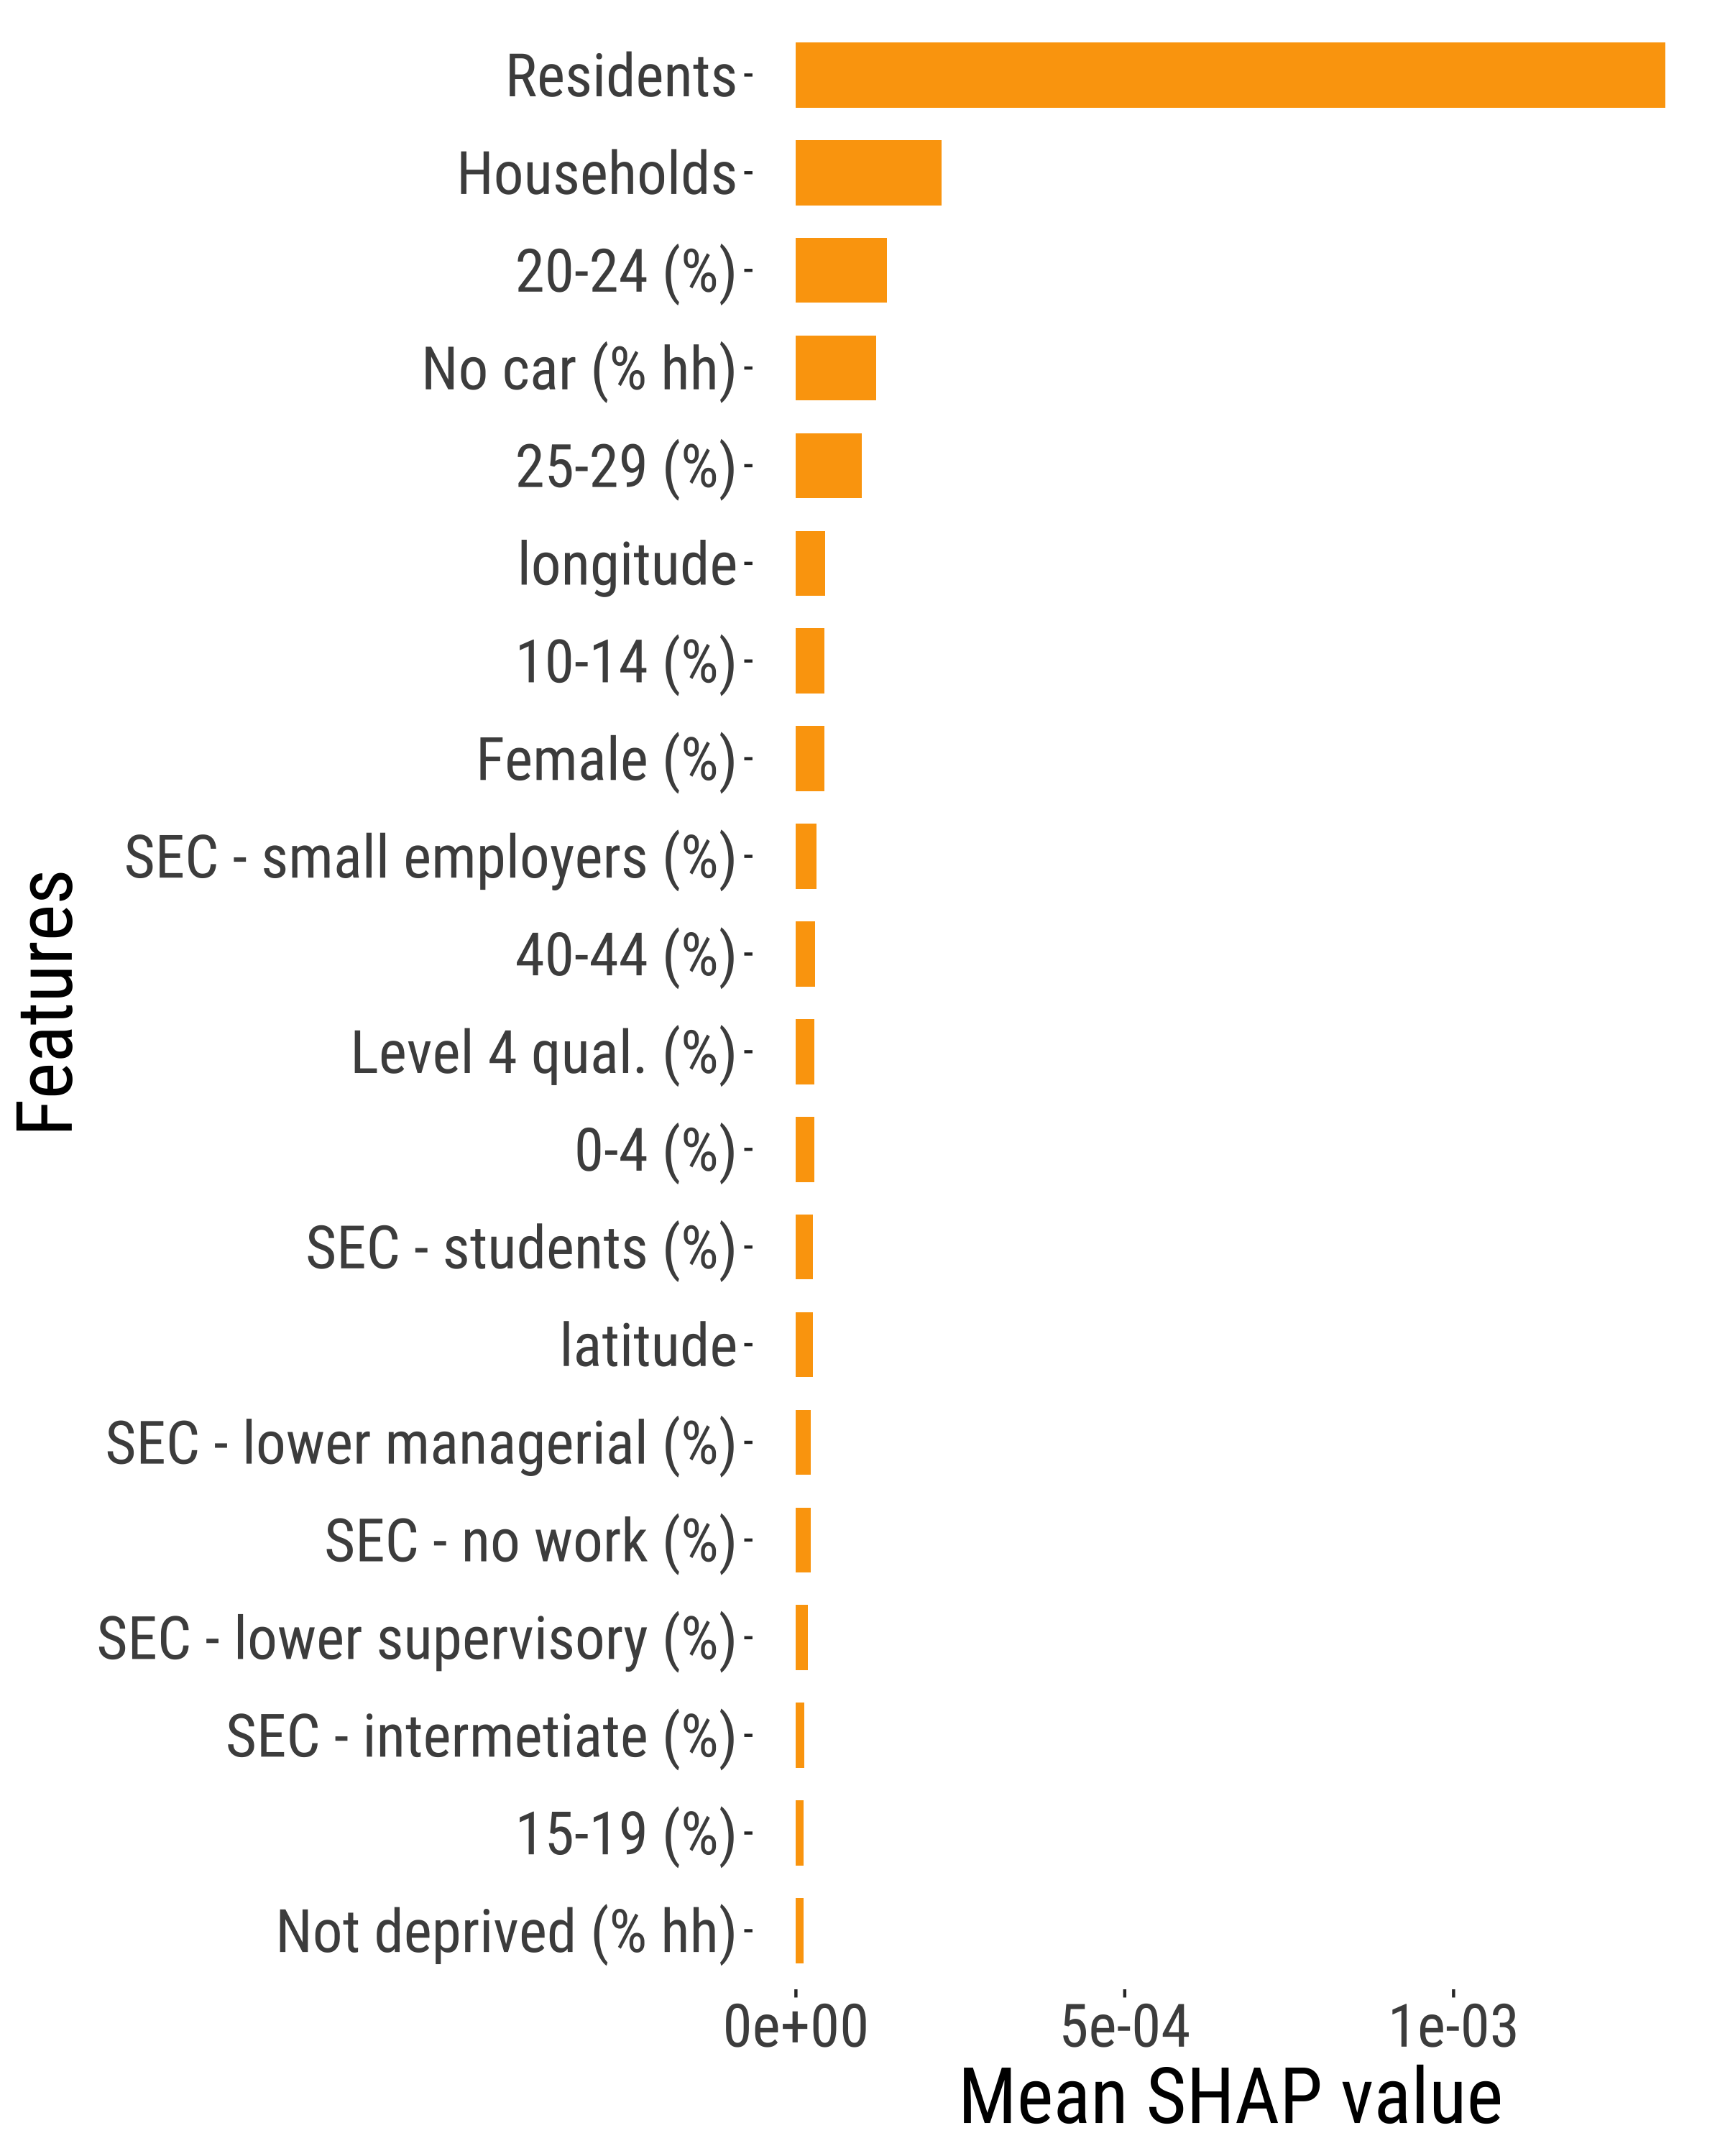 Residents
Households
20-24 (%)
No car (% hh)
25-29 (%)
longitude
10-14 (%)
Female (%)
SEC - small employers (%)
40-44 (%)
Level 4 qual. (%)
0-4 (%)
SEC - students (%)
latitude
SEC - lower managerial (%)
SEC - no work (%)
SEC - lower supervisory (%)
SEC - intermetiate (%)
15-19 (%)
Not deprived (% hh)
Features
0e+00 5e-04 1e-03
Mean SHAP value